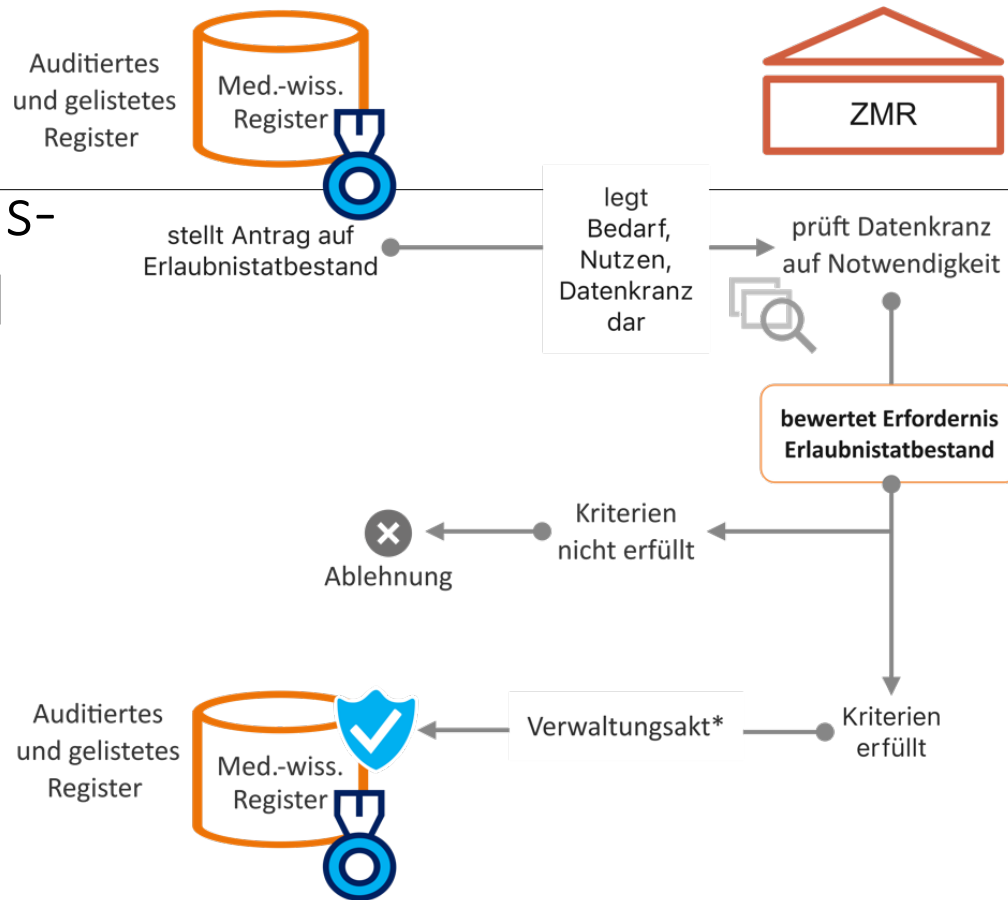 Auditiertes
und gelistetes
Register
Med.-wiss.
Register
ZMR
s-
stellt Antrag auf
Erlaubnistatbestand
legt
Bedarf,
Nutzen,
Datenkranz
dar
prüft Datenkranz
auf Notwendigkeit
bewertet Erfordernis
Erlaubnistatbestand
Kriterien
nicht erfüllt
Ablehnung
Auditiertes
und gelistetes
Register
Med.-wiss.
Register
Verwaltungsakt*
Kriterien
erfüllt